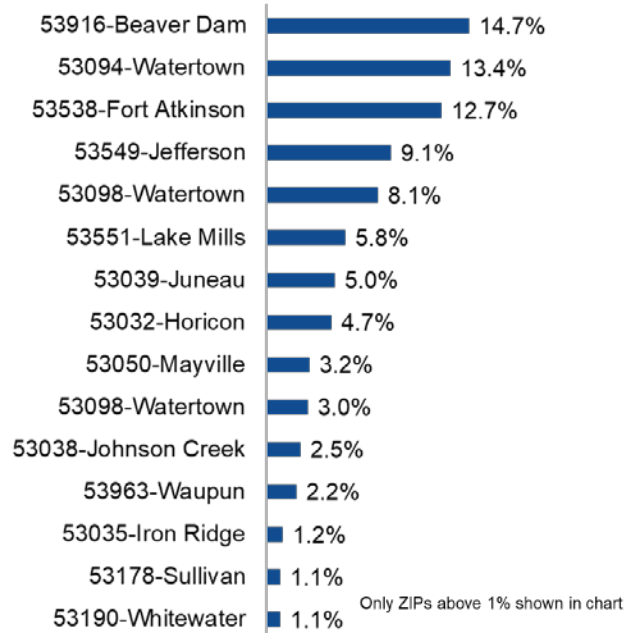 53916-Beaver Dam 14.7%
53094-Watertown 13.4%
53538-Fort Atkinson 12.7%
53549-Jefferson 9.1%
53098-Watertown 8.1%
53551-Lake Mills 5.8%
53039-Juneau 5.0%
53032-Horicon 4.7%
53050-Mayville 3.2%
53098-Watertown 3.0%
53038-Johnson Creek 2.5%
53963-Waupun 2.2%
53035-Iron Ridge 1.2%
53178-Sullivan 1.1%
Only ZIPs above 1% shown in chart
53190-Whitewater 1.1%